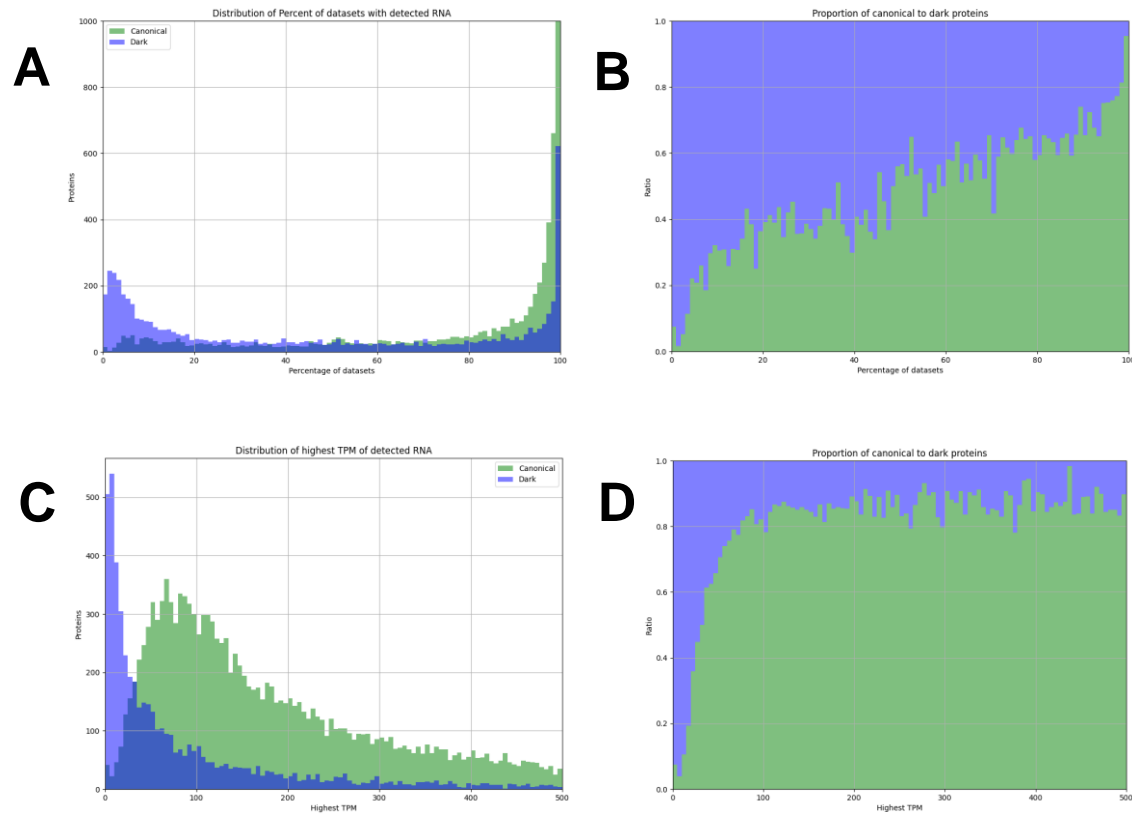 A
Distribution of Percent of datasets with detected RNA
Canonical
Dark
Proteins
1000
800
600
400
200
0
0 20 40 60 80 100
Percentage of datasets
B
Proportion of canonical to dark proteins
Ratio
1.0
0.8
0.6
0.4
0.2
0.0
0 20 40 60 80 100
Percentage of datasets
C
Distribution of highest TPM of detected RNA
Canonical
Dark
Proteins
500
400
300
200
100
0
0 100 200 300 400 500
Highest TPM
D
Proportion of canonical to dark proteins
Ratio
1.0
0.8
0.6
0.4
0.2
0.0
0 100 200 300 400 500
Highest TPM